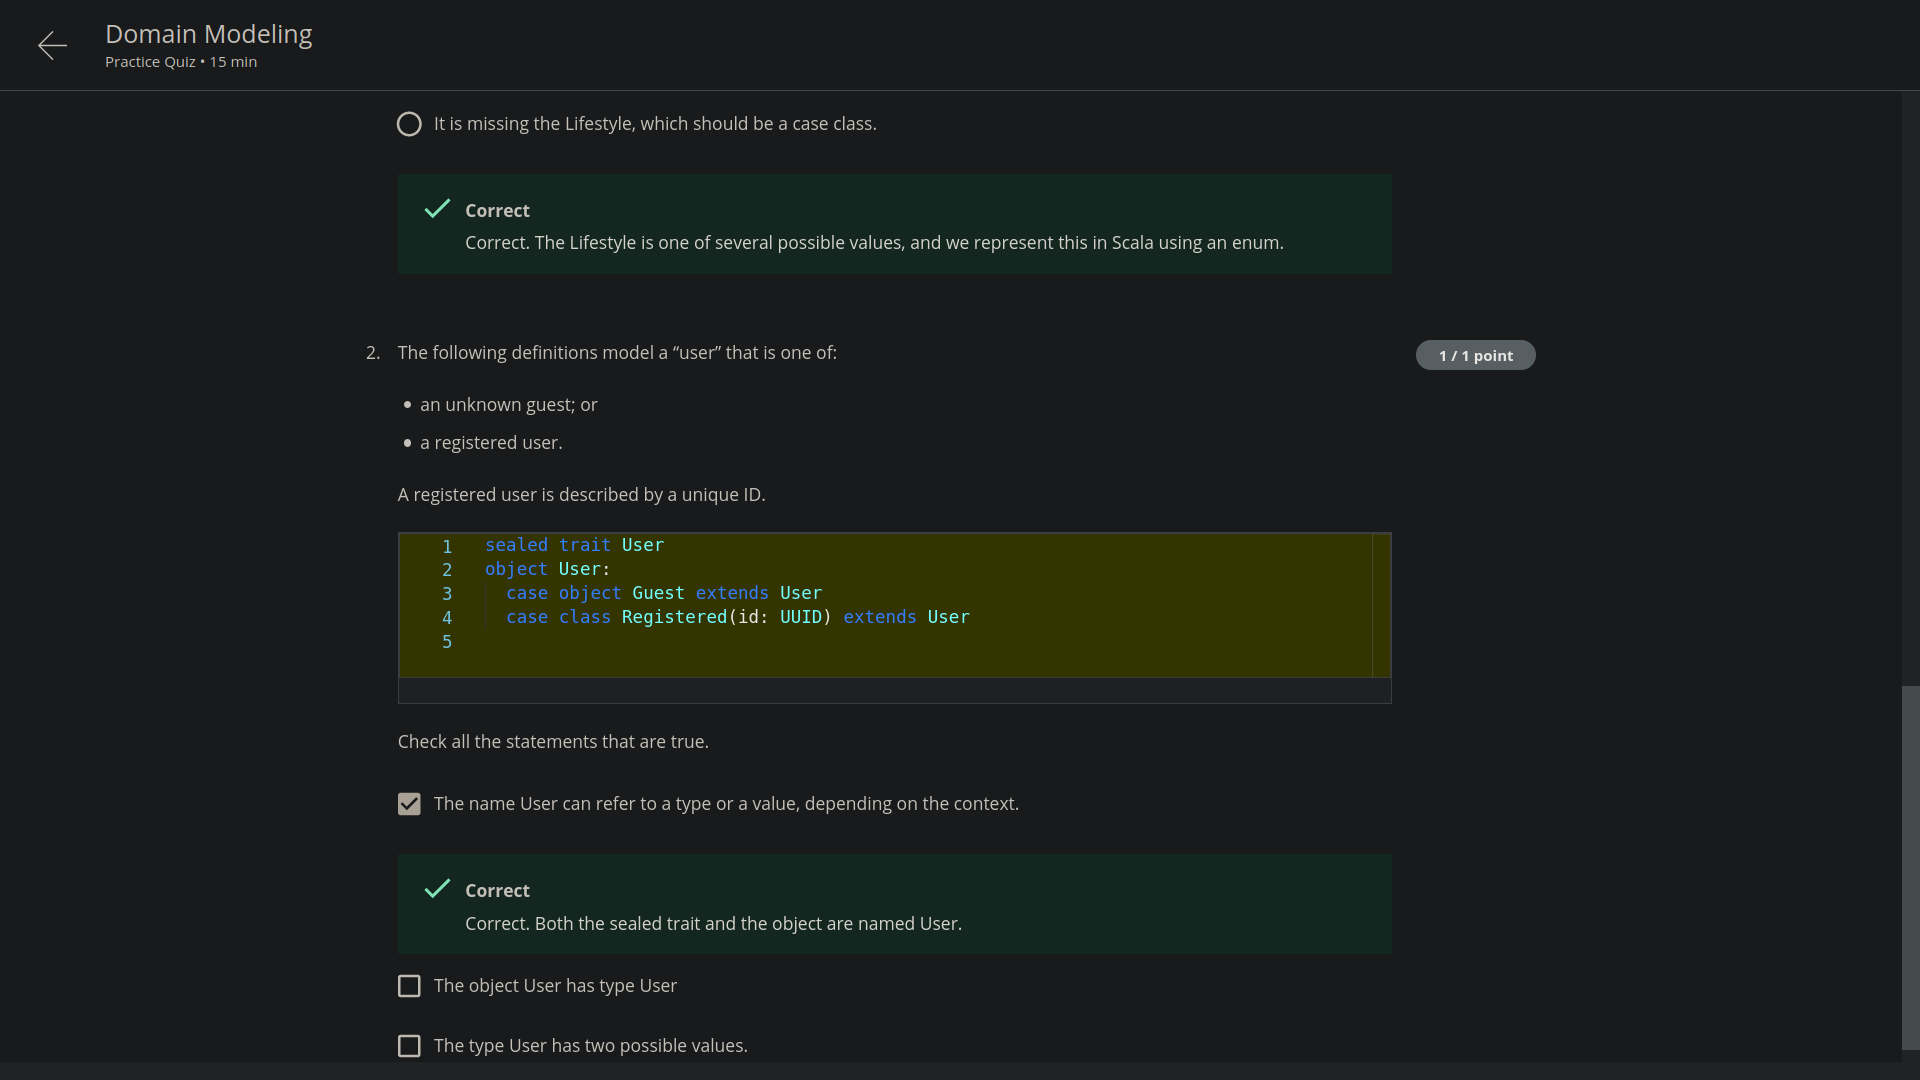 Domain Modeling
Practice Quiz • 15 min
It is missing the Lifestyle, which should be a case class.
Correct
Correct. The Lifestyle is one of several possible values, and we represent this in Scala using an enum.
2. The following definitions model a “user” that is one of:
1 / 1 point
• an unknown guest; or
• a registered user.
A registered user is described by a unique ID.
1 sealed trait User
2 object User:
3   case object Guest extends User
4   case class Registered(id: UUID) extends User
5
Check all the statements that are true.
The name User can refer to a type or a value, depending on the context.
Correct
Correct. Both the sealed trait and the object are named User.
The object User has type User
The type User has two possible values.